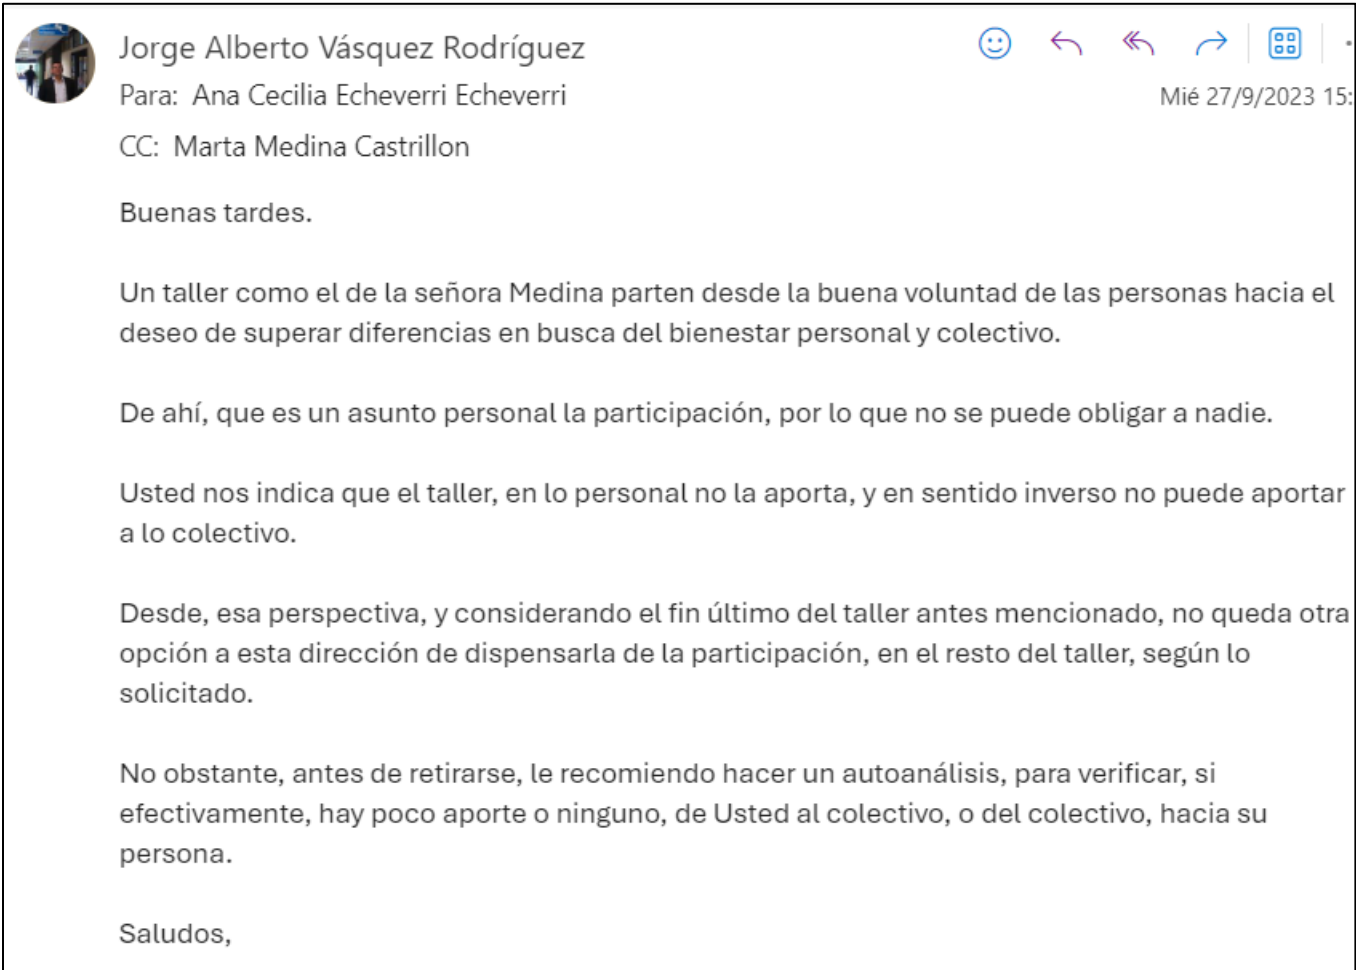 Jorge Alberto Vásquez Rodríguez
Para: Ana Cecilia Echeverri Echeverri
Mié 27/9/2023 15:
CC: Marta Medina Castrillon
Buenas tardes.
Un taller como el de la señora Medina parten desde la buena voluntad de las personas hacia el
deseo de superar diferencias en busca del bienestar personal y colectivo.
De ahí, que es un asunto personal la participación, por lo que no se puede obligar a nadie.
Usted nos indica que el taller, en lo personal no la aporta, y en sentido inverso no puede aportar
a lo colectivo.
Desde, esa perspectiva, y considerando el fin último del taller antes mencionado, no queda otra
opción a esta dirección de dispensarla de la participación, en el resto del taller, según lo
solicitado.
No obstante, antes de retirarse, le recomiendo hacer un autoanálisis, para verificar, si
efectivamente, hay poco aporte o ninguno, de Usted al colectivo, o del colectivo, hacia su
persona.
Saludos,